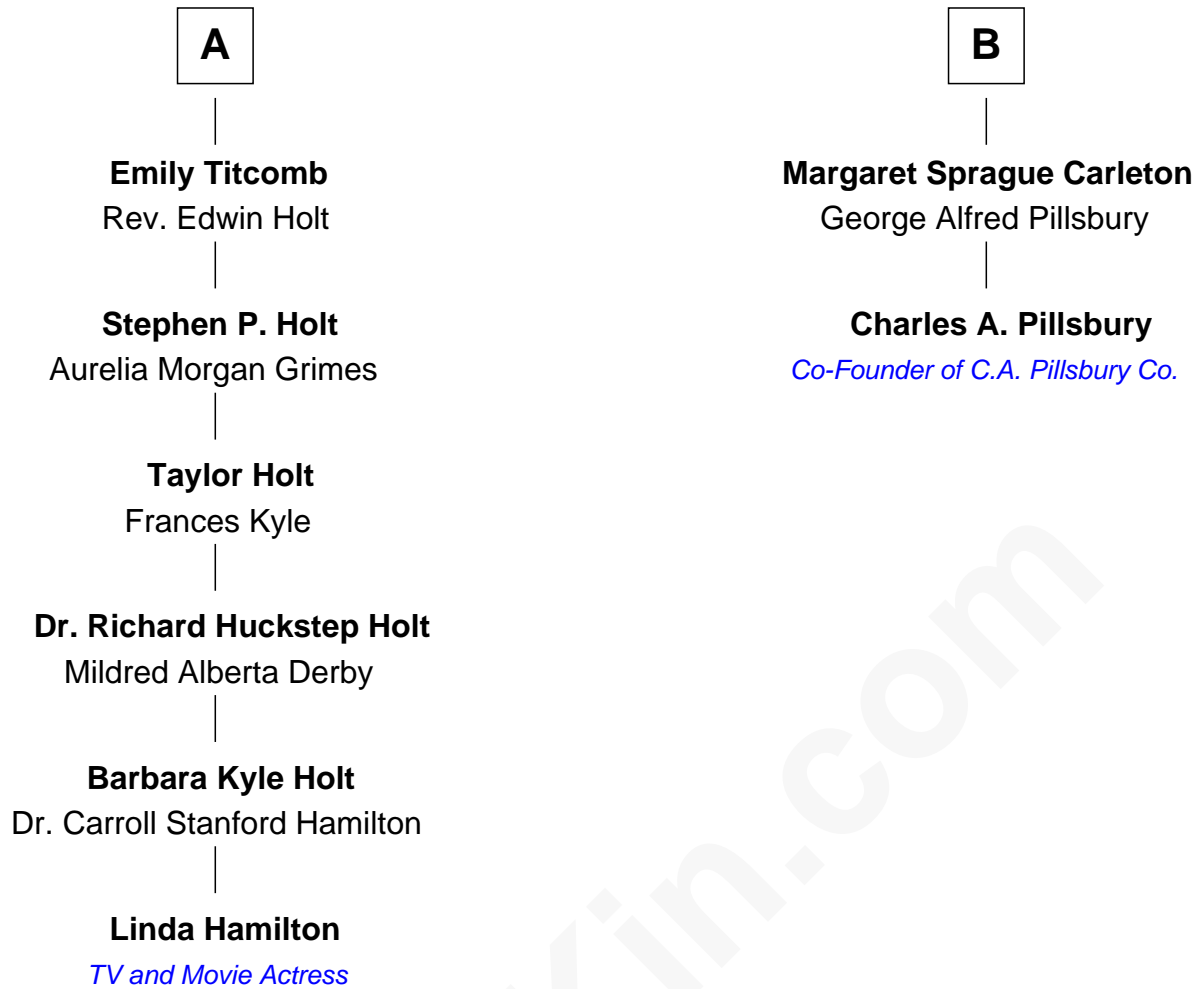 A
Emily Titcomb
Rev. Edwin Holt
Stephen P. Holt
Aurelia Morgan Grimes
Taylor Holt
Frances Kyle
Dr. Richard Huckstep Holt
Mildred Alberta Derby
Barbara Kyle Holt
Dr. Carroll Stanford Hamilton
Linda Hamilton
TV and Movie Actress
B
Margaret Sprague Carleton
George Alfred Pillsbury
Charles A. Pillsbury
Co-Founder of C.A. Pillsbury Co.